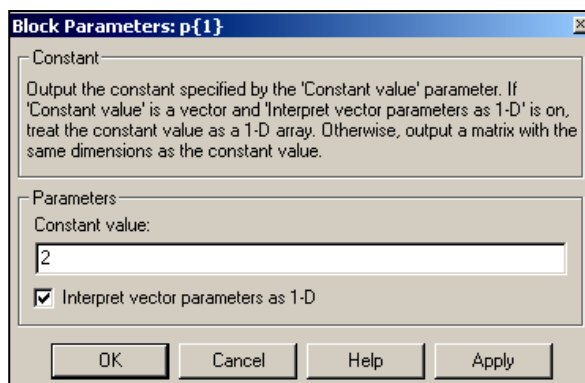 Block Parameters: p{1}
Constant
Output the constant specified by the 'Constant value' parameter. If
'Constant value' is a vector and 'Interpret vector parameters as 1-D' is on,
treat the constant value as a 1-D array. Otherwise, output a matrix with the
same dimensions as the constant value.
Parameters
Constant value:
2
Interpret vector parameters as 1-D
OK Cancel Help Apply